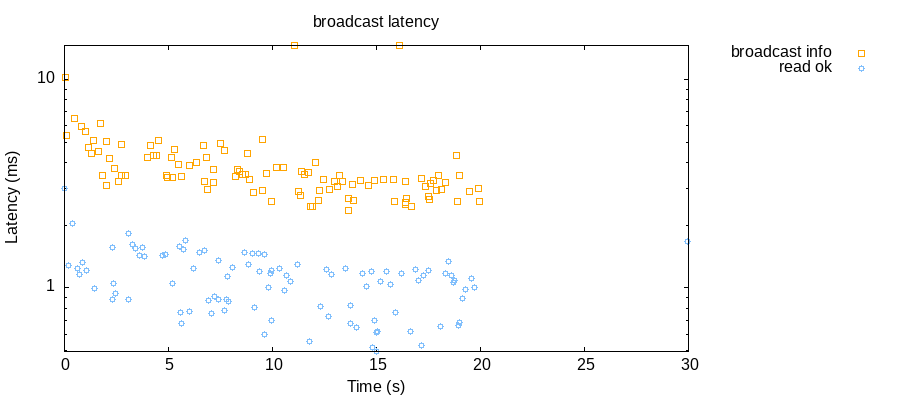 broadcast latency
broadcast info
read ok
10
1
Latency (ms)
0 5 10 15 20 25 30
Time (s)